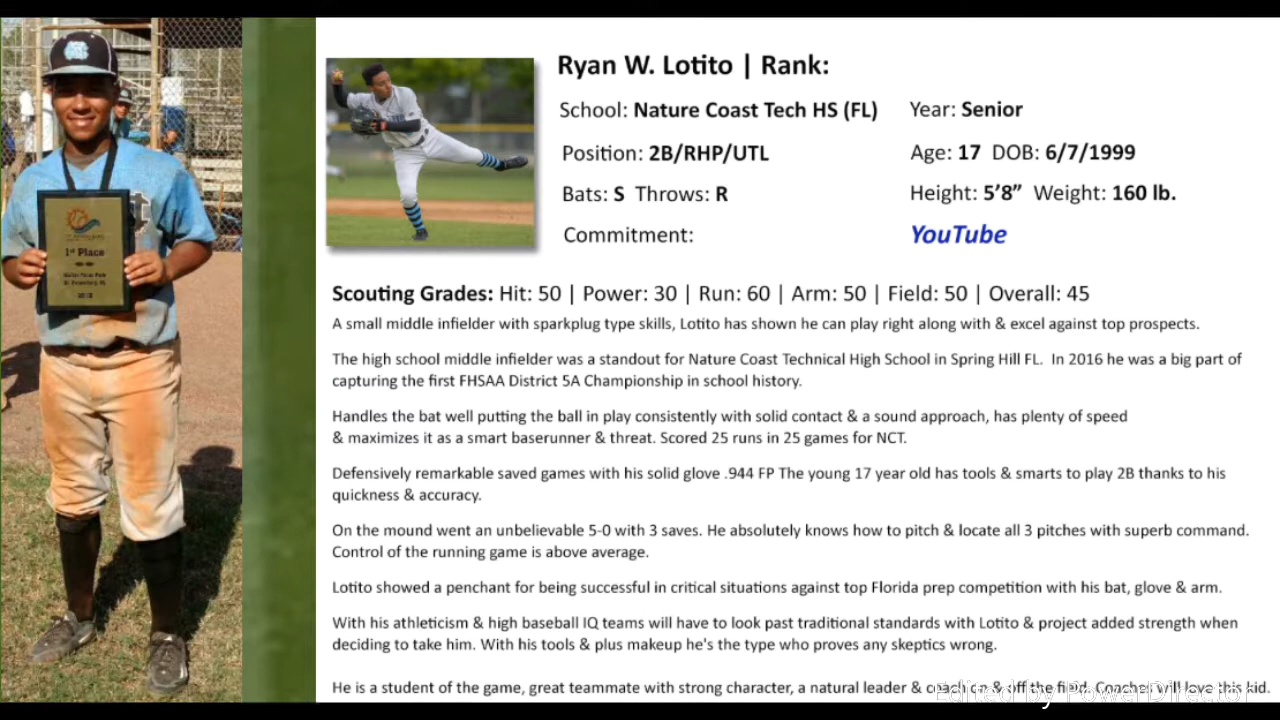 1st Place
Ryan W. Lotito | Rank:
School: Nature Coast Tech HS (FL) Year: Senior
Position: 2B/RHP/UTL Age: 17 DOB: 6/7/1999
Bats: S Throws: R Height: 5’8” Weight: 160 lb.
Commitment: YouTube
Scouting Grades: Hit: 50 | Power: 30 | Run: 60 | Arm: 50 | Field: 50 | Overall: 45
A small middle infielder with sparkplug type skills, Lotito has shown he can play right along with & excel against top prospects.
The high school middle infielder was a standout for Nature Coast Technical High School in Spring Hill FL. In 2016 he was a big part of
capturing the first FHSAA District 5A Championship in school history.
Handles the bat well putting the ball in play consistently with solid contact & a sound approach, has plenty of speed
& maximizes it as a smart baserunner & threat. Scored 25 runs in 25 games for NCT.
Defensively remarkable saved games with his solid glove .944 FP The young 17 year old has tools & smarts to play 2B thanks to his
quickness & accuracy.
On the mound went an unbelievable 5-0 with 3 saves. He absolutely knows how to pitch & locate all 3 pitches with superb command.
Control of the running game is above average.
Lotito showed a penchant for being successful in critical situations against top Florida prep competition with his bat, glove & arm.
With his athleticism & high baseball IQ teams will have to look past traditional standards with Lotito & project added strength when
deciding to take him. With his tools & plus makeup he's the type who proves any skeptics wrong.
He is a student of the game, great teammate with strong character, a natural leader & coach on & off the field. Coaches will love this kid.
Edited by PowerDirector